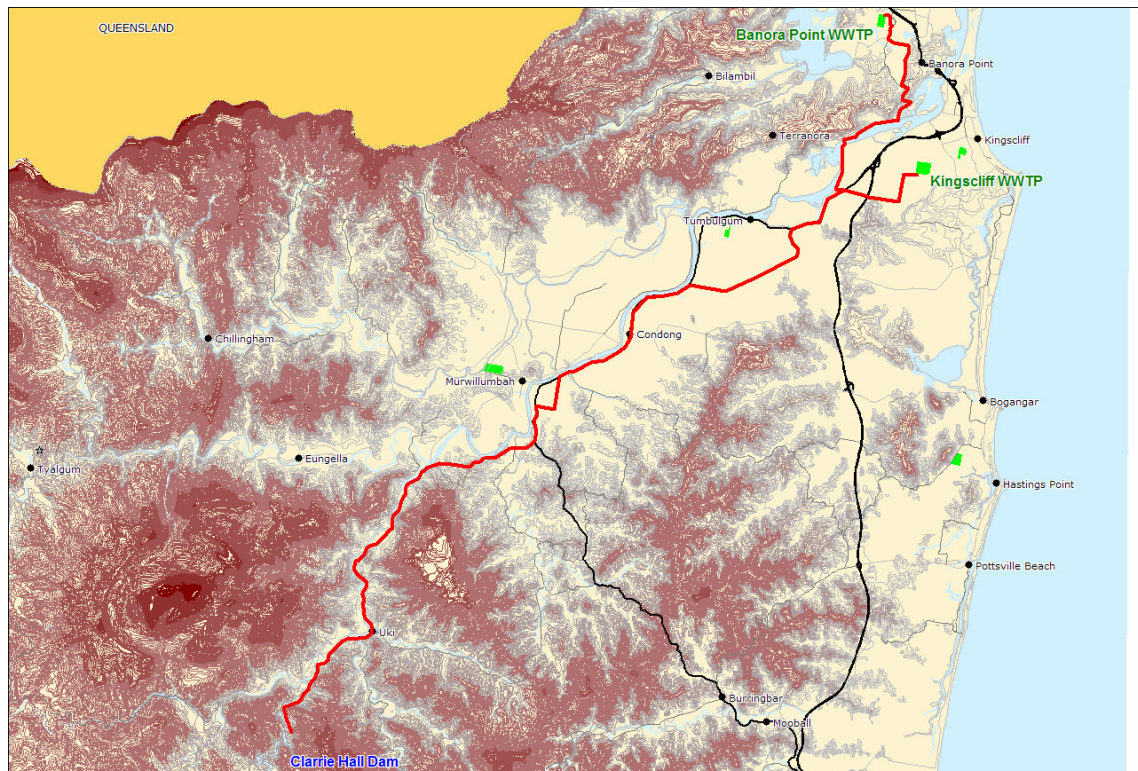 QUEENSLAND
Banora Point WWTP
Banora Point
Bilambil
Terranora
Kingscliff
Kingscliff WWTP
Tumbulgum
Condong
Chillingham
Murwillumbah
Bogangar
Eungella
Tyalgum
Hastings Point
Pottsville Beach
Uki
Burringbar
Mooball
Clarrie Hall Dam